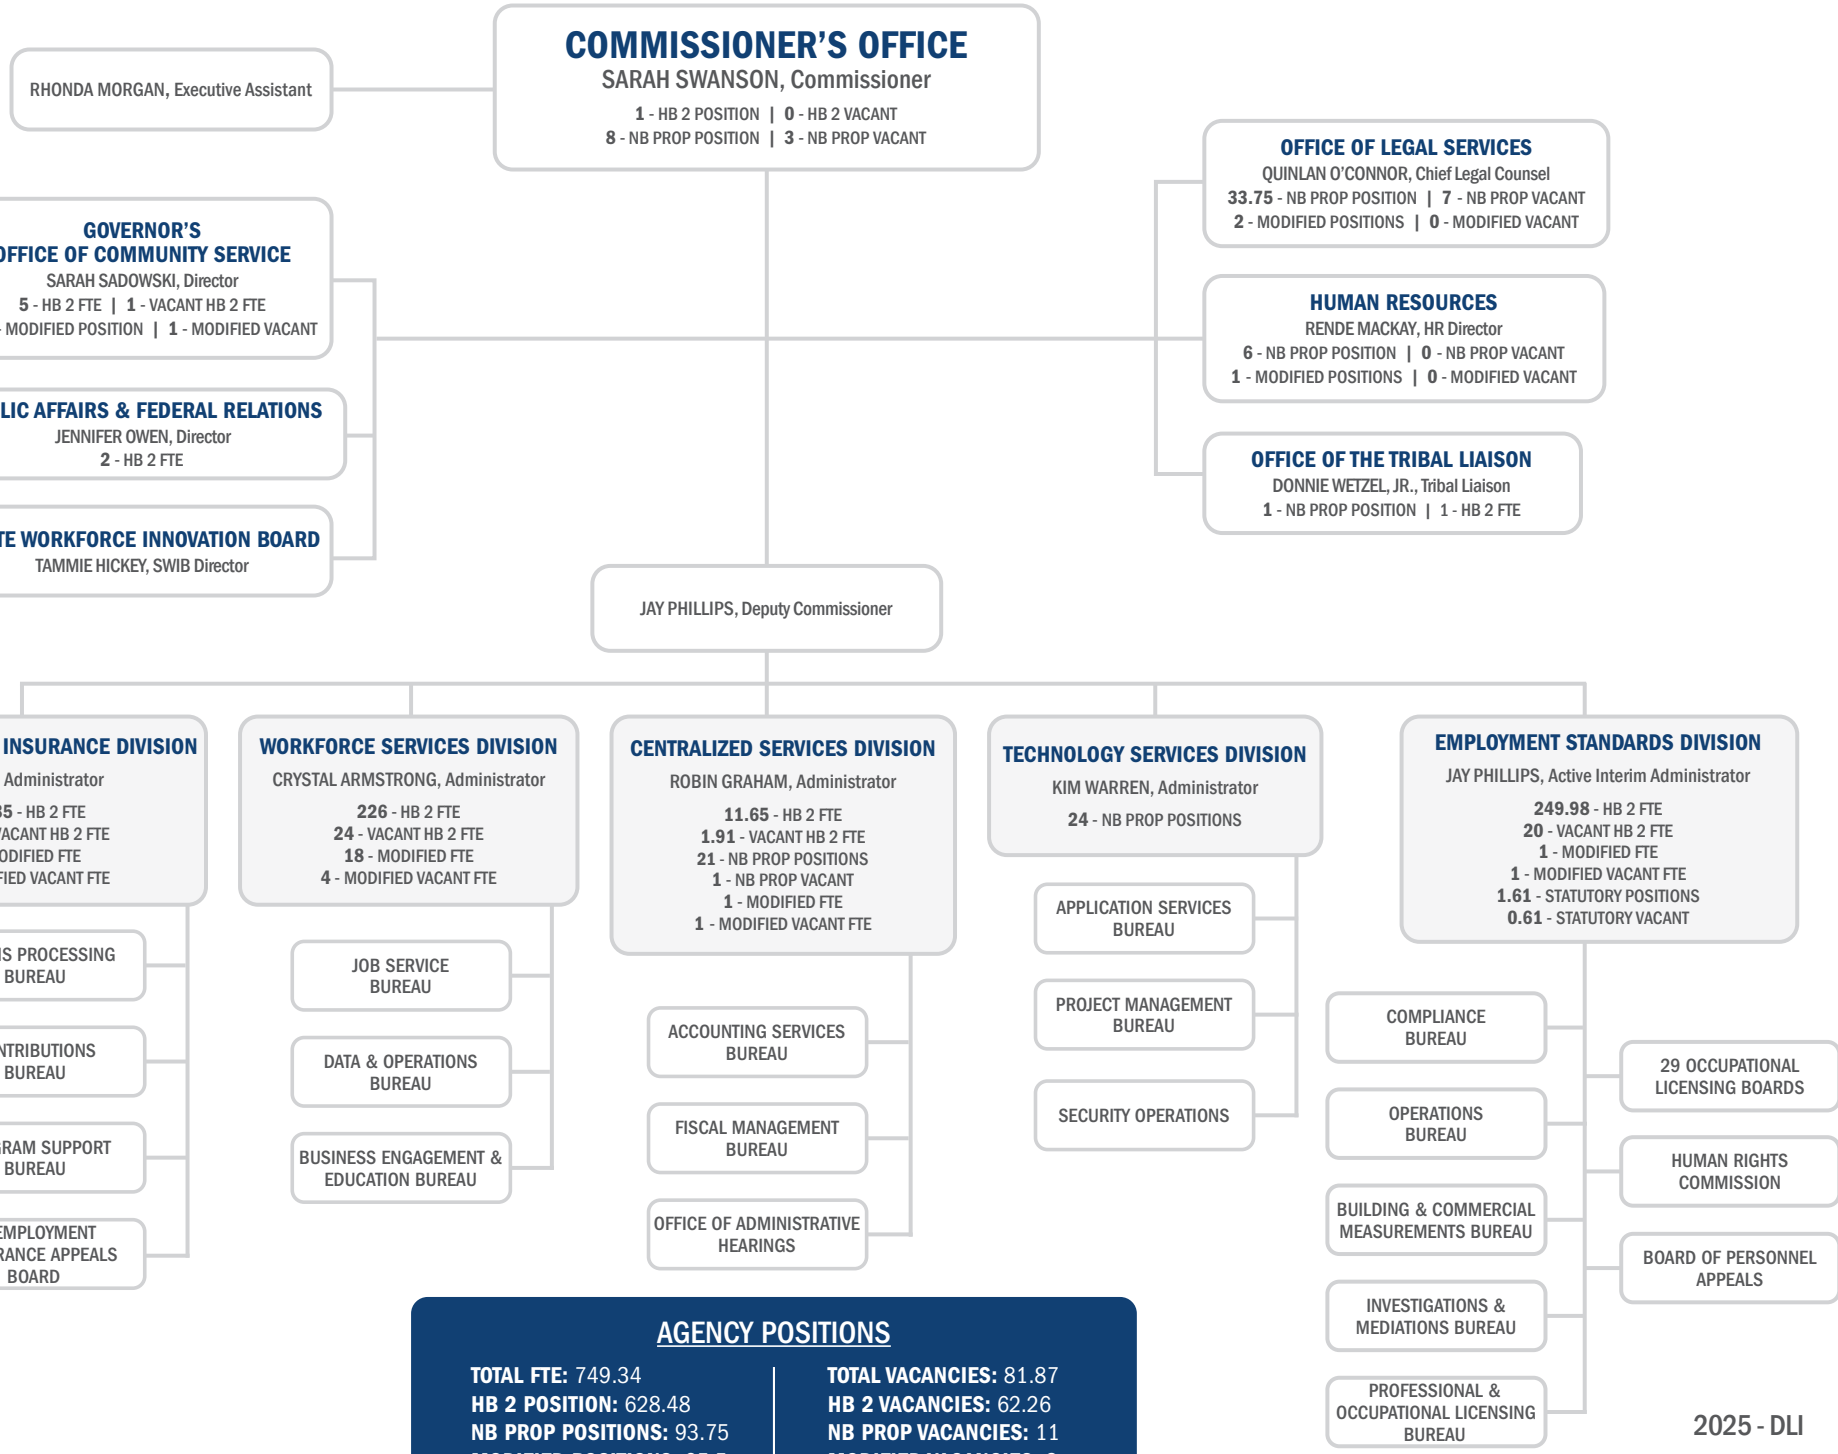 COMMISSIONER'S OFFICE
SARAH SWANSON, Commissioner
1 - HB 2 POSITION | 0 - HB 2 VACANT
8 - NB PROP POSITION | 3 - NB PROP VACANT
RHONDA MORGAN, Executive Assistant
GOVERNOR'S
OFFICE OF COMMUNITY SERVICE
SARAH SADOWSKI, Director
5 - HB 2 FTE | 1 - VACANT HB 2 FTE
- MODIFIED POSITION | 1 - MODIFIED VACANT
AFFAIRS & FEDERAL RELATIONS
JENNIFER OWEN, Director
2 - HB 2 FTE
WORKFORCE INNOVATION BOARD
TAMMIE HICKEY, SWIB Director
OFFICE OF LEGAL SERVICES
QUINLAN O'CONNOR, Chief Legal Counsel
33.75 - NB PROP POSITION | 7 - NB PROP VACANT
2 - MODIFIED POSITIONS | 0 - MODIFIED VACANT
HUMAN RESOURCES
RENDE MACKAY, HR Director
6 - NB PROP POSITION | 0 - NB PROP VACANT
1 - MODIFIED POSITIONS | 0 - MODIFIED VACANT
OFFICE OF THE TRIBAL LIAISON
DONNIE WETZEL, JR., Tribal Liaison
1 - NB PROP POSITION | 1 - HB 2 FTE
JAY PHILLIPS, Deputy Commissioner
INSURANCE DIVISION
Administrator
- HB 2 FTE
HB 2 FTE
FTE
VACANT FTE
PROCESSING
BUREAU
BUREAU
SUPPORT
BUREAU
APPEALS
BOARD
WORKFORCE SERVICES DIVISION
CRYSTAL ARMSTRONG, Administrator
226 - HB 2 FTE
24 - VACANT HB 2 FTE
18 - MODIFIED FTE
4 - MODIFIED VACANT FTE
JOB SERVICE
BUREAU
DATA & OPERATIONS
BUREAU
BUSINESS ENGAGEMENT &
EDUCATION BUREAU
CENTRALIZED SERVICES DIVISION
ROBIN GRAHAM, Administrator
11.65 - HB 2 FTE
1.91 - VACANT HB 2 FTE
21 - NB PROP POSITIONS
1 - NB PROP VACANT
1 - MODIFIED FTE
1 - MODIFIED VACANT FTE
ACCOUNTING SERVICES
BUREAU
FISCAL MANAGEMENT
BUREAU
OFFICE OF ADMINISTRATIVE
HEARINGS
TECHNOLOGY SERVICES DIVISION
KIM WARREN, Administrator
24 - NB PROP POSITIONS
APPLICATION SERVICES
BUREAU
PROJECT MANAGEMENT
BUREAU
SECURITY OPERATIONS
EMPLOYMENT STANDARDS DIVISION
JAY PHILLIPS, Active Interim Administrator
249.98 - HB 2 FTE
20 - VACANT HB 2 FTE
1 - MODIFIED FTE
1 - MODIFIED VACANT FTE
1.61 - STATUTORY POSITIONS
0.61 - STATUTORY VACANT
COMPLIANCE
BUREAU
OPERATIONS
BUREAU
BUILDING & COMMERCIAL
MEASUREMENTS BUREAU
INVESTIGATIONS &
MEDIATIONS BUREAU
PROFESSIONAL &
OCCUPATIONAL LICENSING
BUREAU
29 OCCUPATIONAL
LICENSING BOARDS
HUMAN RIGHTS
COMMISSION
BOARD OF PERSONNEL
APPEALS
AGENCY POSITIONS
TOTAL FTE: 749.34
HB 2 POSITION: 628.48
NB PROP POSITIONS: 93.75
TOTAL VACANCIES: 81.87
HB 2 VACANCIES: 62.26
NB PROP VACANCIES: 11
2025 - DLI